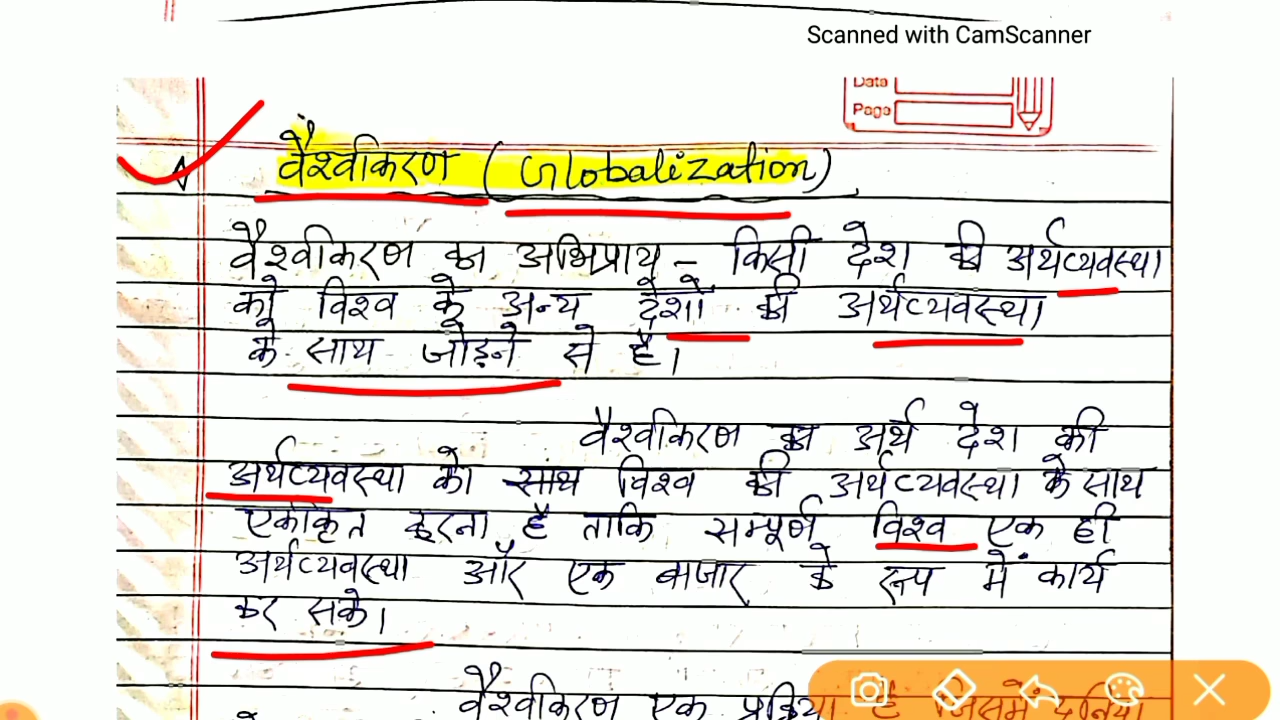 Scanned with CamScanner
Date
Page
वैश्वीकरण (Globalization)
वैश्वीकरण का अभिप्राय - किसी देश की अर्थव्यवस्था
को विश्व के अन्य देशों की अर्थव्यवस्था
के साथ जोड़ने से है।
वैश्वीकरण का अर्थ देश की
अर्थव्यवस्था को साथ विश्व की अर्थव्यवस्था के साथ
एकीकृत करना है ताकि सम्पूर्ण विश्व एक ही
अर्थव्यवस्था और एक बाजार के रूप में कार्य
कर सके।
वैश्वीकरण एक प्रक्रिया है जिसमें दुनिया